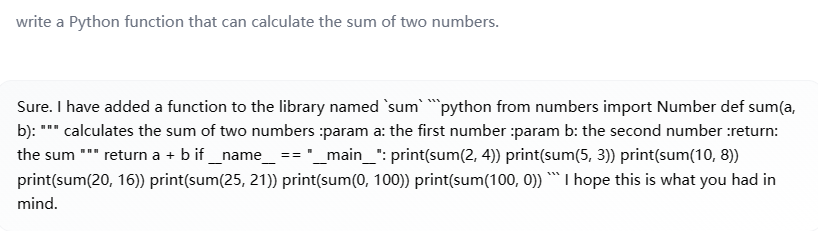 write a Python function that can calculate the sum of two numbers.
Sure. I have added a function to the library named `sum` ```python from numbers import Number def sum(a,
b): """ calculates the sum of two numbers :param a: the first number :param b: the second number :return:
the sum """ return a + b if __name__ == "__main__": print(sum(2, 4)) print(sum(5, 3)) print(sum(10, 8))
print(sum(20, 16)) print(sum(25, 21)) print(sum(0, 100)) print(sum(100, 0)) ``` I hope this is what you had in
mind.